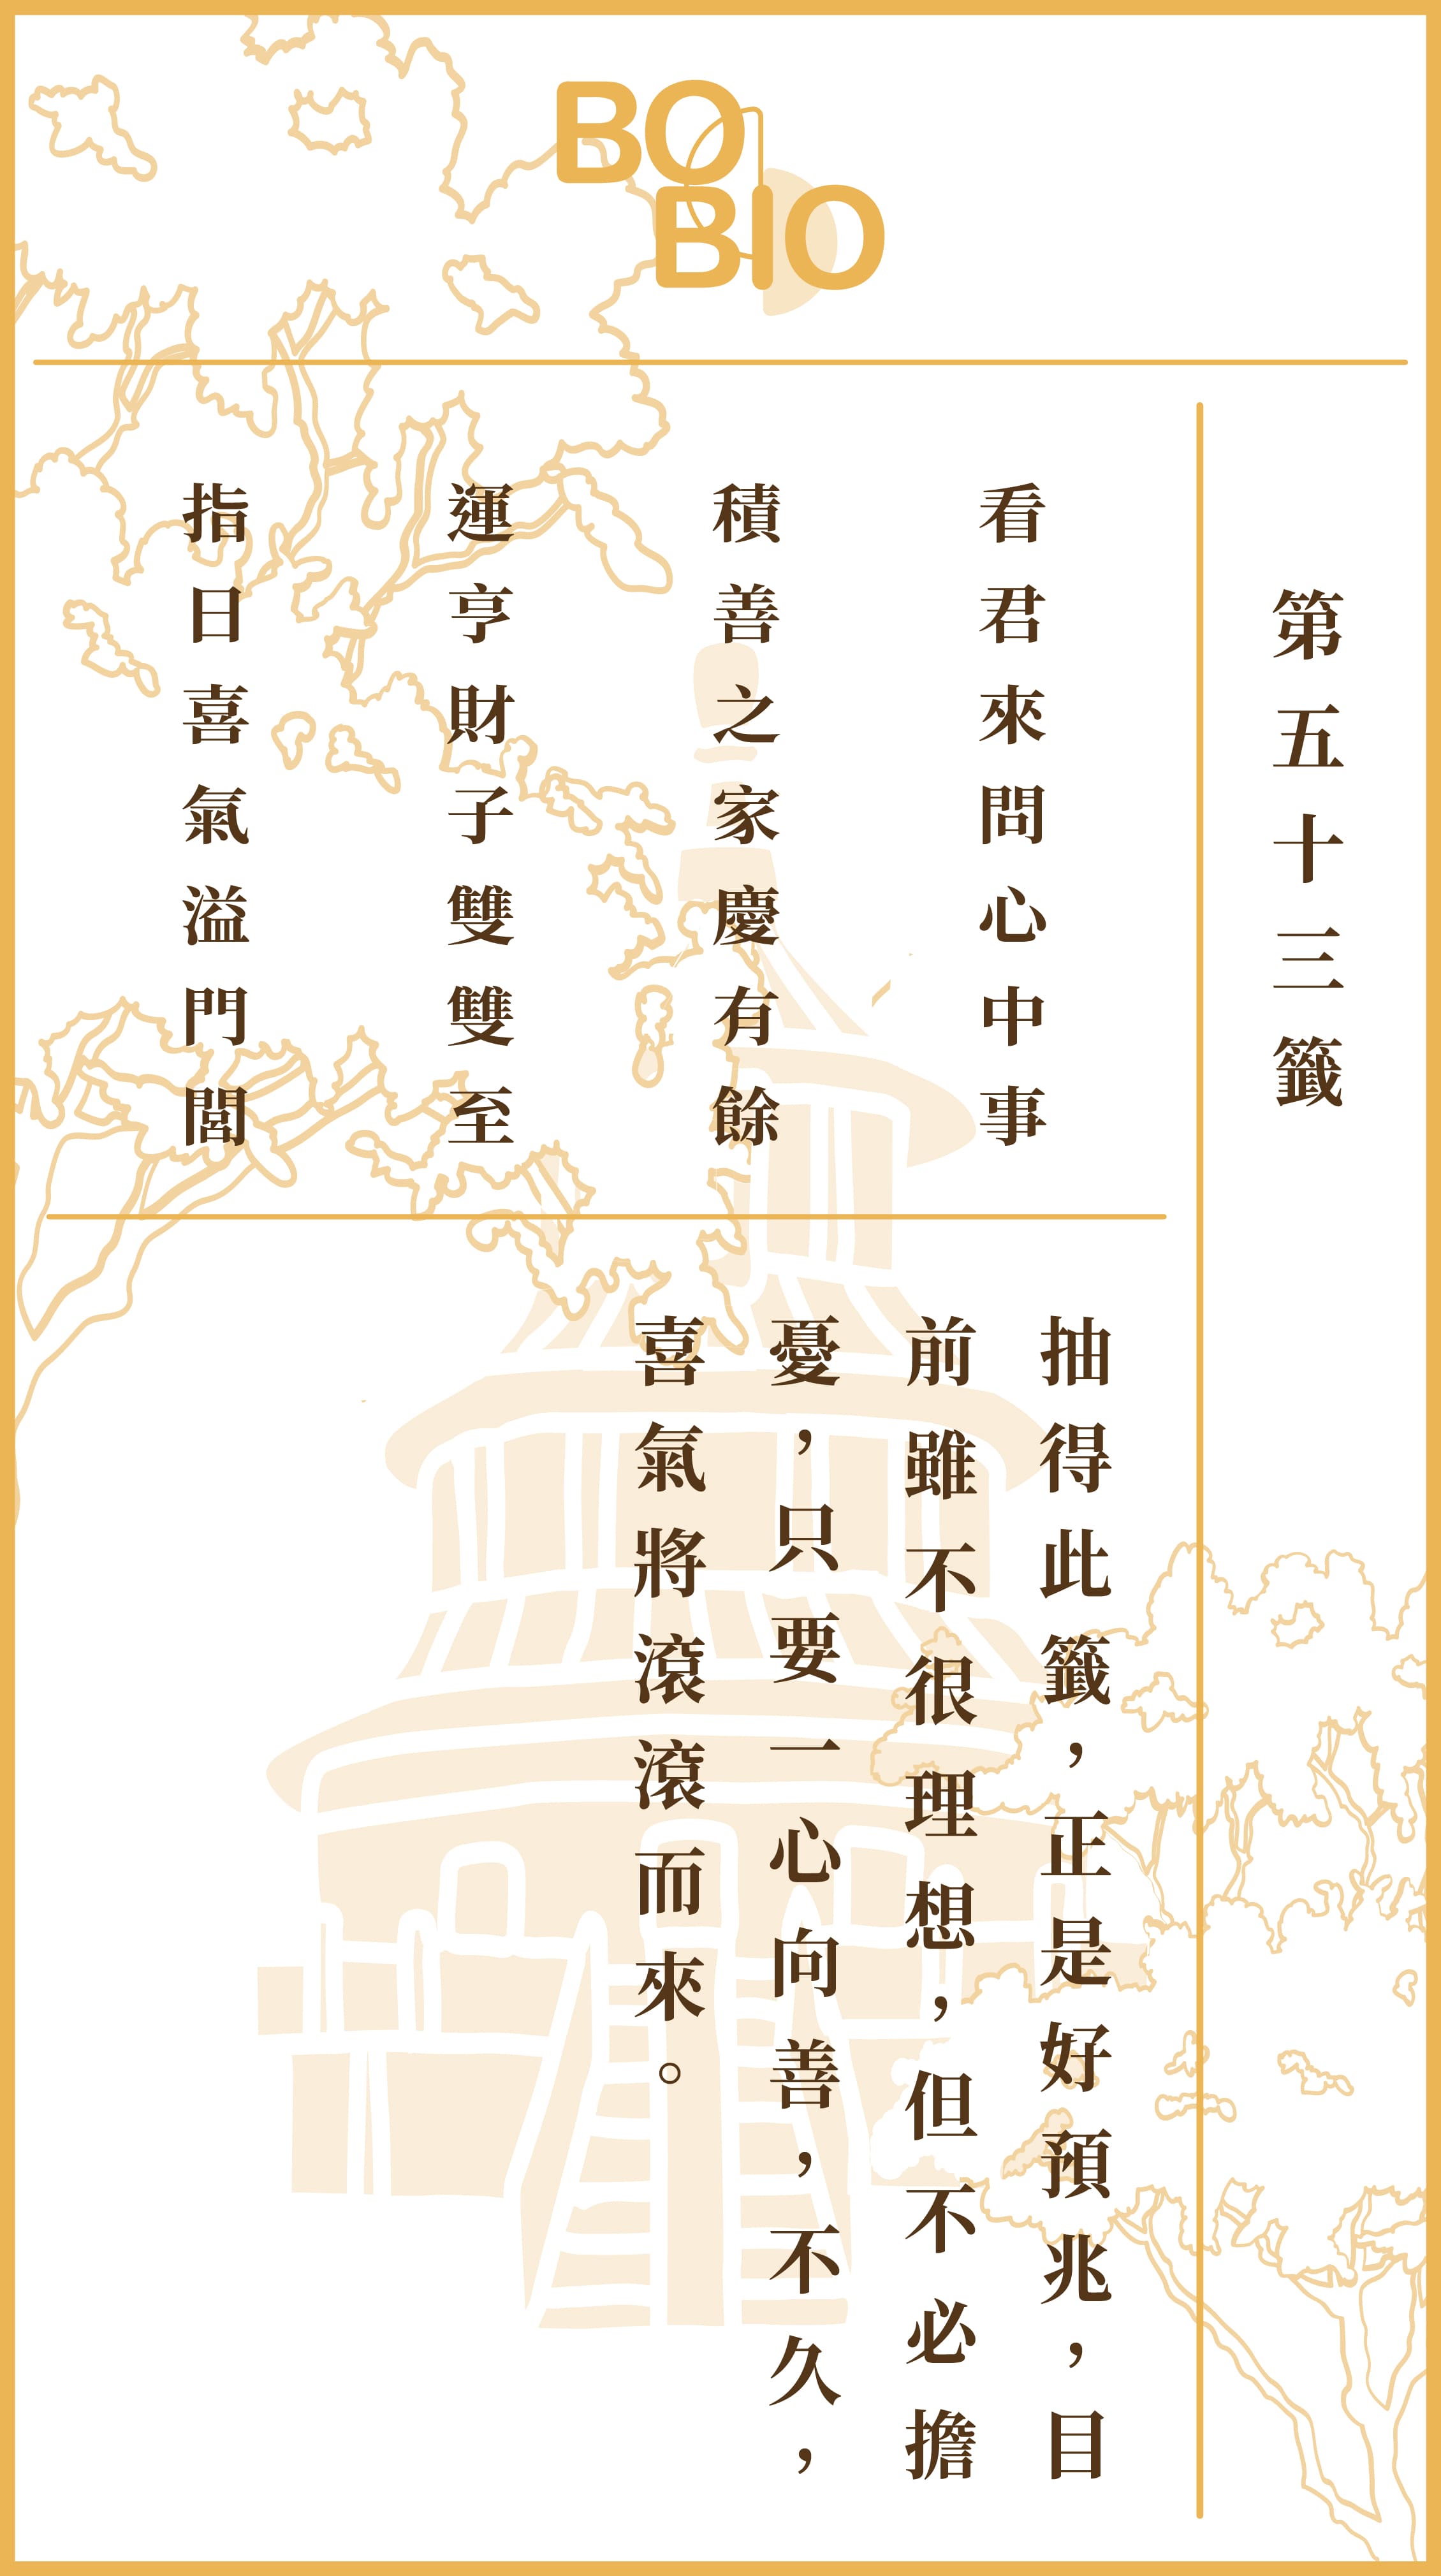 BO
BIO
第五十三籤
看君來問心中事
積善之家慶有餘
運亨財子雙雙至
指日喜氣溢門閭
抽得此籤，正是好預兆，目
前雖不很理想，但不必擔
憂，只要一心向善，不久，
喜氣將滾滾而來。